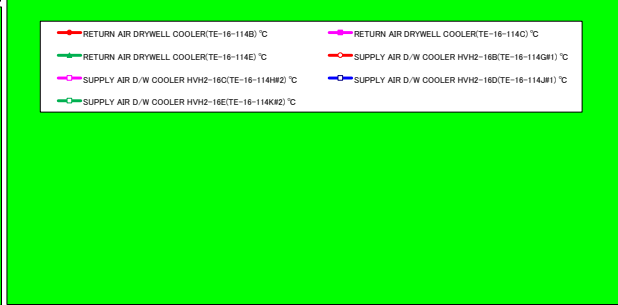 RETURN AIR DRYWELL COOLER(TE-16-114B) ℃
RETURN AIR DRYWELL COOLER(TE-16-114C) ℃
RETURN AIR DRYWELL COOLER(TE-16-114E) ℃
SUPPLY AIR D/W COOLER HVH2-16B(TE-16-114G#1) ℃
SUPPLY AIR D/W COOLER HVH2-16C(TE-16-114H#2) ℃
SUPPLY AIR D/W COOLER HVH2-16D(TE-16-114J#1) ℃
SUPPLY AIR D/W COOLER HVH2-16E(TE-16-114K#2) ℃